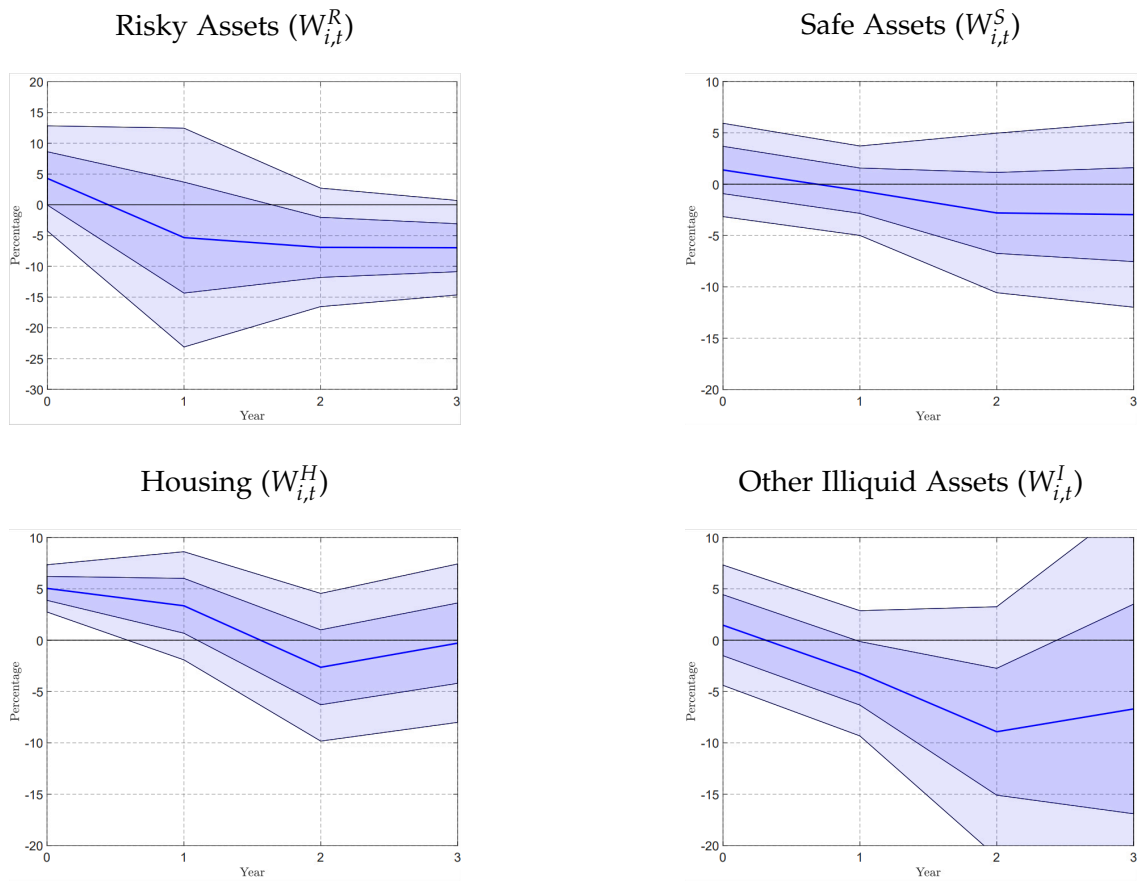 Risky Assets (W^R_{i,t})
Safe Assets (W^S_{i,t})
20
15
10
5
0
-5
-10
-15
-20
-25
-30
Percentage
0 1 2 3
Year
10
5
0
-5
-10
-15
-20
Percentage
0 1 2 3
Year
Housing (W^H_{i,t})
Other Illiquid Assets (W^I_{i,t})
10
5
0
-5
-10
-15
-20
Percentage
0 1 2 3
Year
10
5
0
-5
-10
-15
-20
Percentage
0 1 2 3
Year